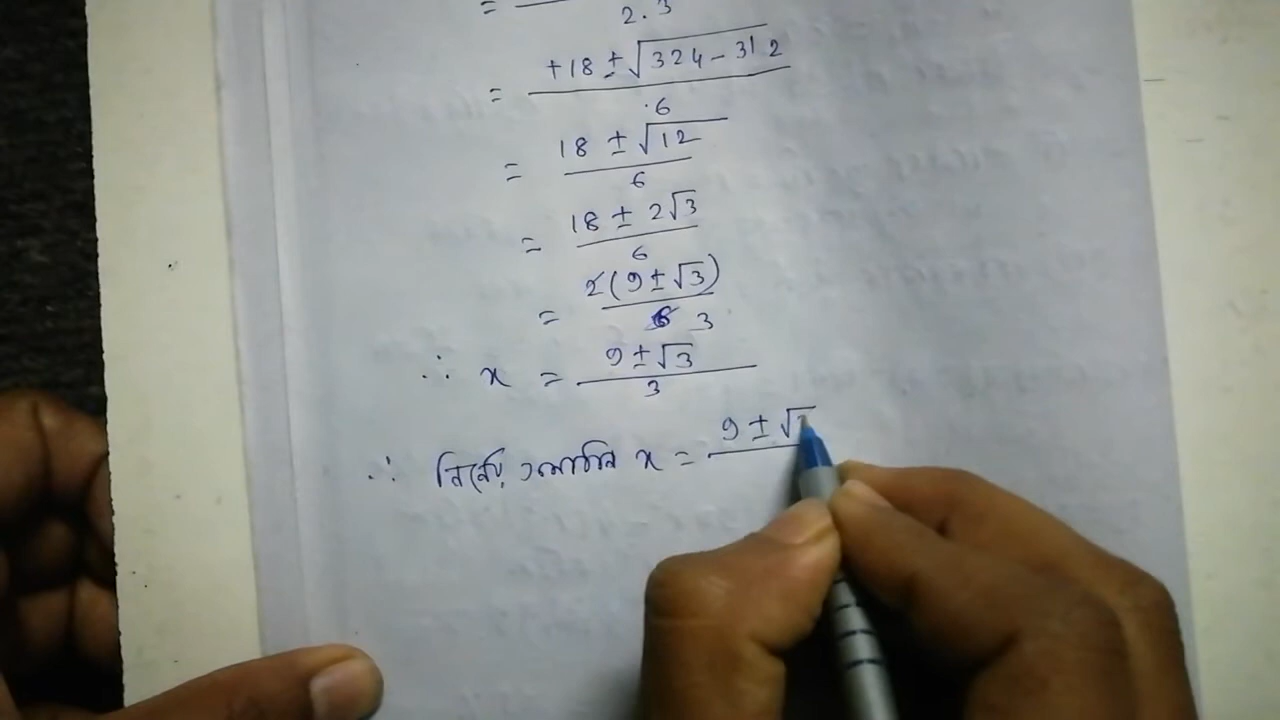 = 2.3
= +18 ± √324 - 312 / 6
= 18 ± √12 / 6
= 18 ± 2√3 / 6
= 2(9 ± √3) / 6 3
∴ x = 9 ± √3 / 3
∴ নির্ণেয় x = 9 ± √